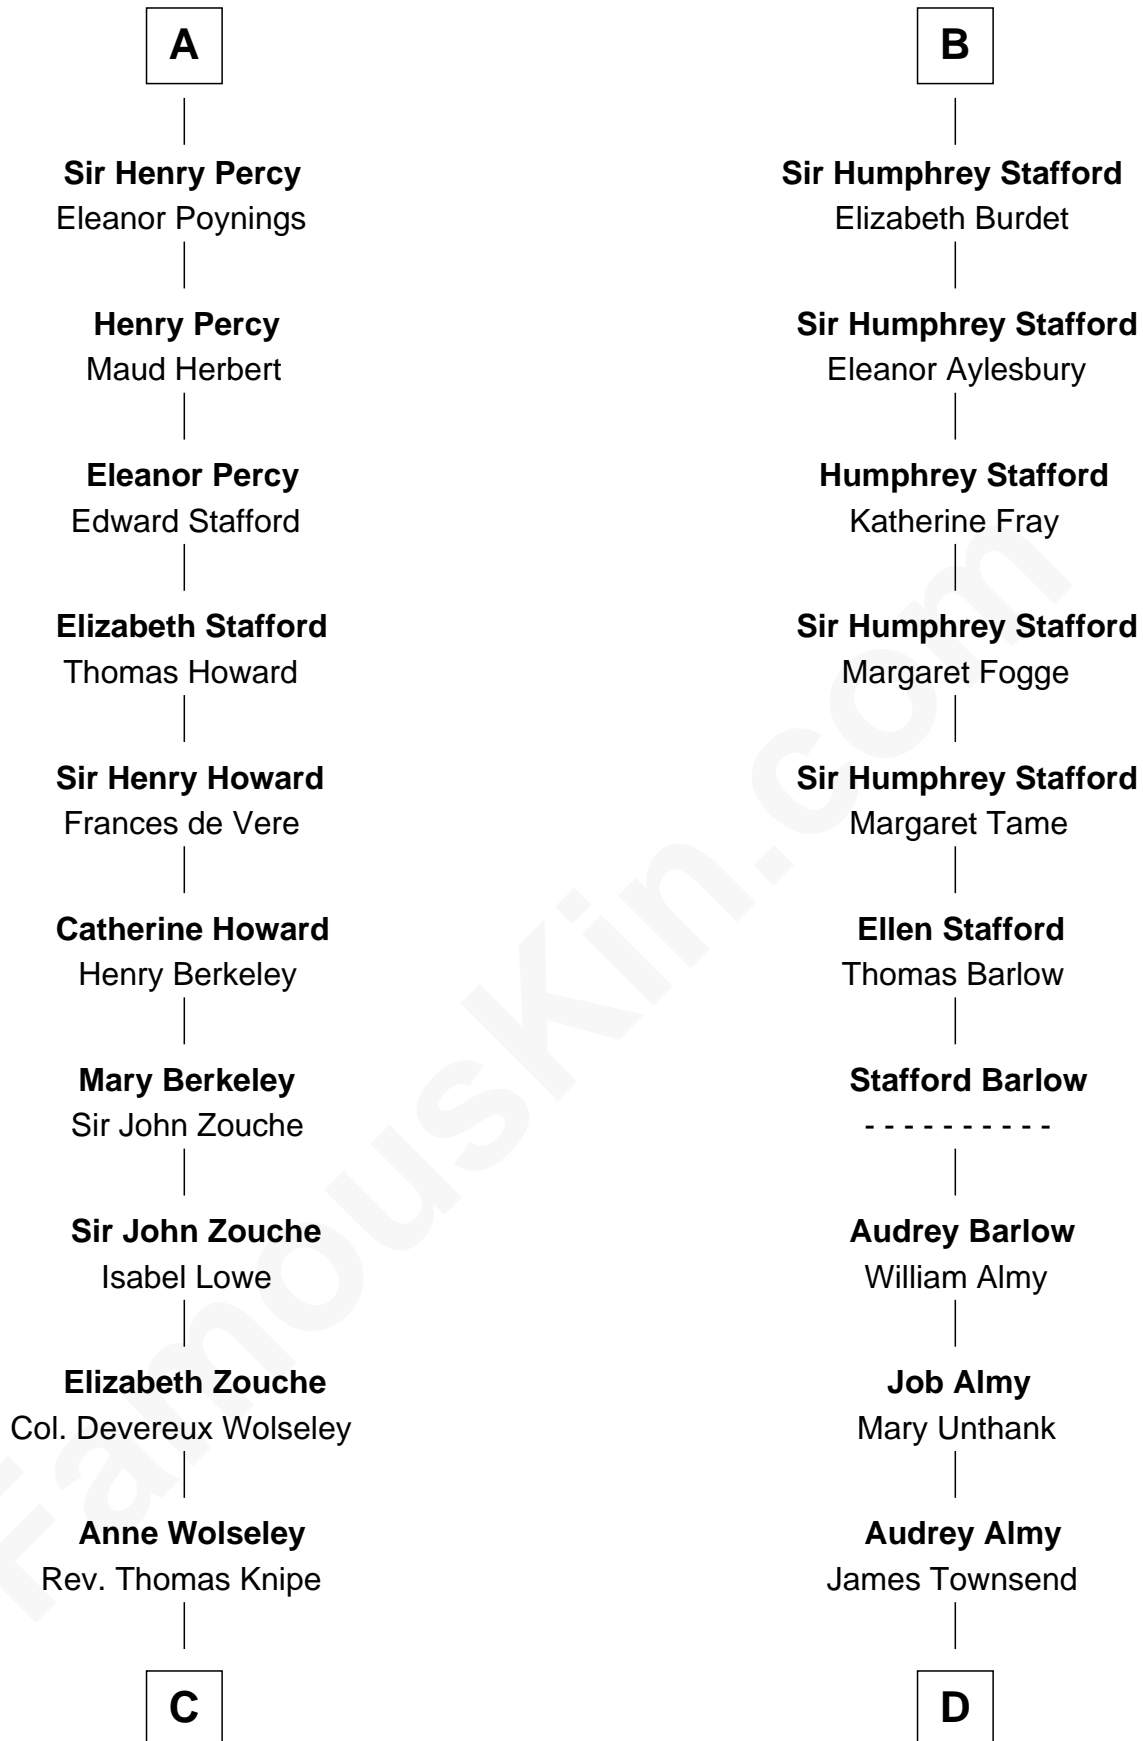 A
Sir Henry Percy
Eleanor Poynings
Henry Percy
Maud Herbert
Eleanor Percy
Edward Stafford
Elizabeth Stafford
Thomas Howard
Sir Henry Howard
Frances de Vere
Catherine Howard
Henry Berkeley
Mary Berkeley
Sir John Zouche
Sir John Zouche
Isabel Lowe
Elizabeth Zouche
Col. Devereux Wolseley
Anne Wolseley
Rev. Thomas Knipe
C
B
Sir Humphrey Stafford
Elizabeth Burdet
Sir Humphrey Stafford
Eleanor Aylesbury
Humphrey Stafford
Katherine Fray
Sir Humphrey Stafford
Margaret Fogge
Sir Humphrey Stafford
Margaret Tame
Ellen Stafford
Thomas Barlow
Stafford Barlow
- - - - - - - - - -
Audrey Barlow
William Almy
Job Almy
Mary Unthank
Audrey Almy
James Townsend
D
FamousKin.com